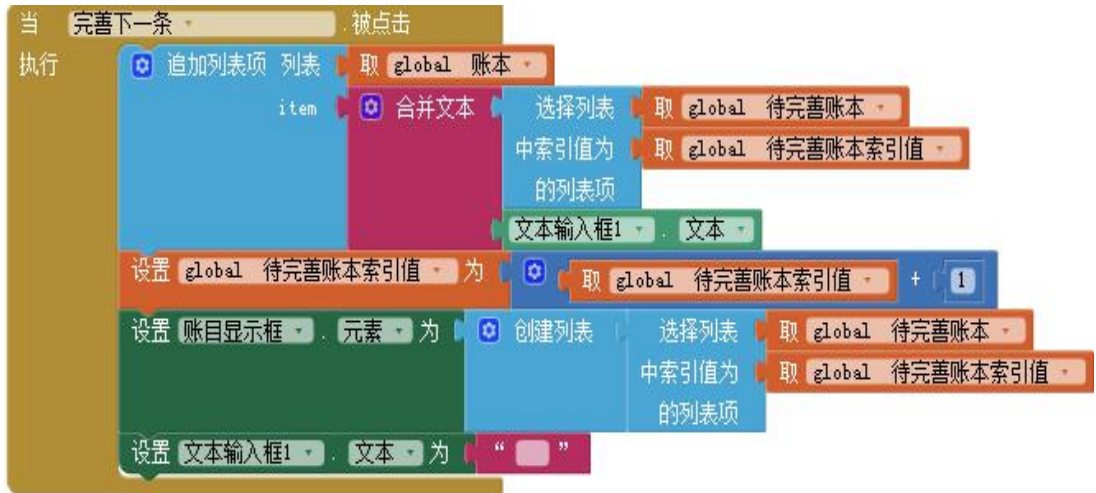 当 完善下一条 .被点击
执行 追加列表项 列表 取 global 账本
item 合并文本 选择列表 取 global 待完善账本
中索引值为 取 global 待完善账本索引值
的列表项
文本输入框1 . 文本
设置 global 待完善账本索引值 为 取 global 待完善账本索引值 + 1
设置 账目显示框 . 元素 为 创建列表 选择列表 取 global 待完善账本
中索引值为 取 global 待完善账本索引值
的列表项
设置 文本输入框1 . 文本 为 “ ”